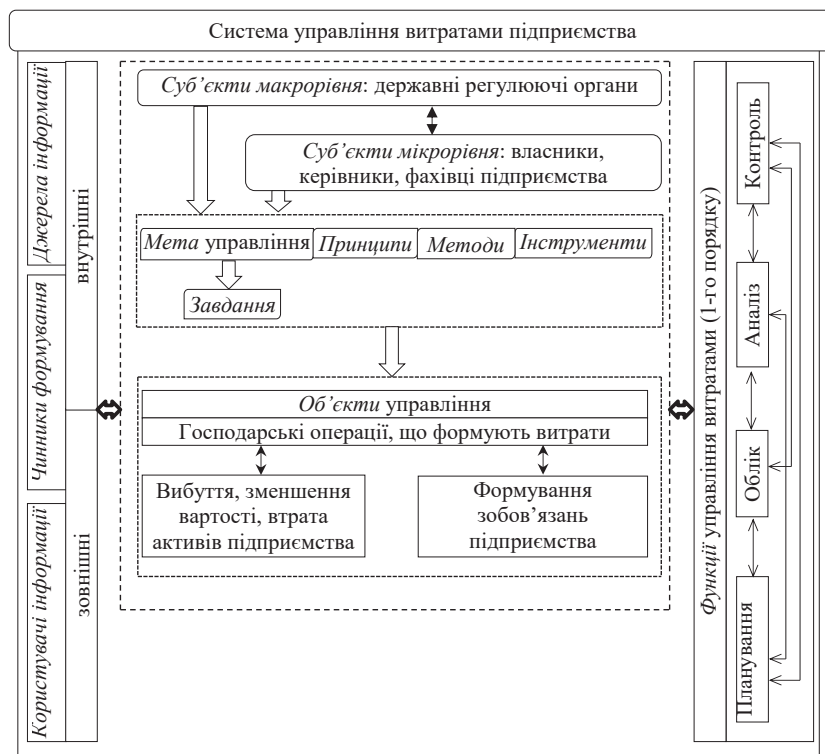 Система управління витратами підприємства
Джерела інформації
Чинники формування
Користувачі інформації
внутрішні
зовнішні
Суб’єкти макрорівня: державні регулюючі органи
Суб’єкти мікрорівня: власники,
керівники, фахівці підприємства
Мета управління
Принципи
Методи
Інструменти
Завдання
Об’єкти управління
Господарські операції, що формують витрати
Вибуття, зменшення
вартості, втрата
активів підприємства
Формування
зобов’язань
підприємства
Функції управління витратами (1-го порядку)
Контроль
Аналіз
Облік
Планування